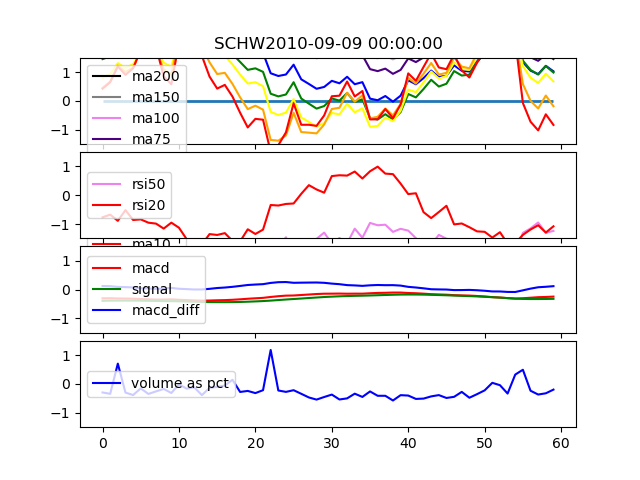 SCHW2010-09-09 00:00:00
1
0
−1
ma200
ma150
ma100
ma75
1
0
−1
rsi50
rsi20
ma10
1
0
−1
macd
signal
macd_diff
1
0
−1
volume as pct
0 10 20 30 40 50 60